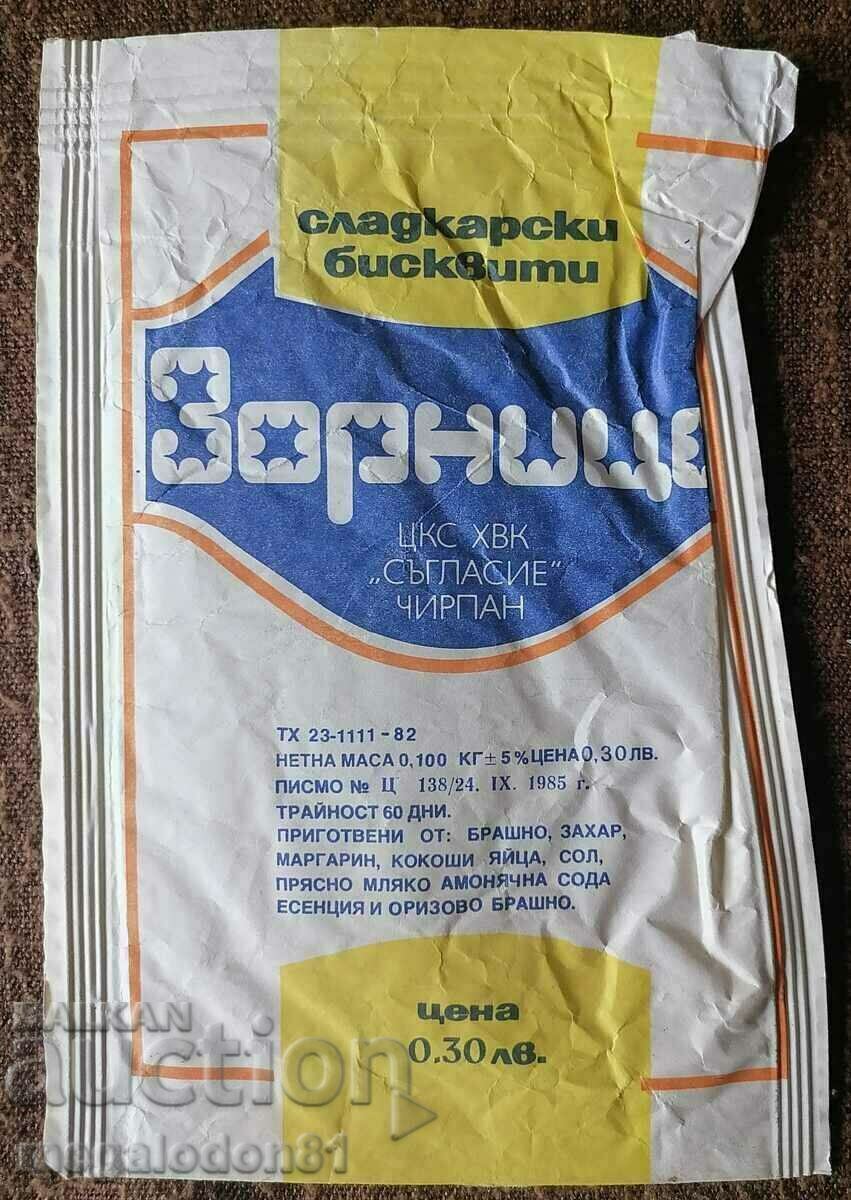 сладкарски
бисквити
Зорница
ЦКС ХВК
„СЪГЛАСИЕ"
ЧИРПАН
ТХ 23-1111-82
НЕТНА МАСА 0,100 КГ ± 5% ЦЕНА 0,30 ЛВ.
ПИСМО № Ц 138/24. IX. 1985 г.
ТРАЙНОСТ 60 ДНИ.
ПРИГОТВЕНИ ОТ: БРАШНО, ЗАХАР,
МАРГАРИН, КОКОШИ ЯЙЦА, СОЛ,
ПРЯСНО МЛЯКО АМОНЯЧНА СОДА
ЕСЕНЦИЯ И ОРИЗОВО БРАШНО.
цена
0.30 лв.
BALKAN
auction
megalodon81